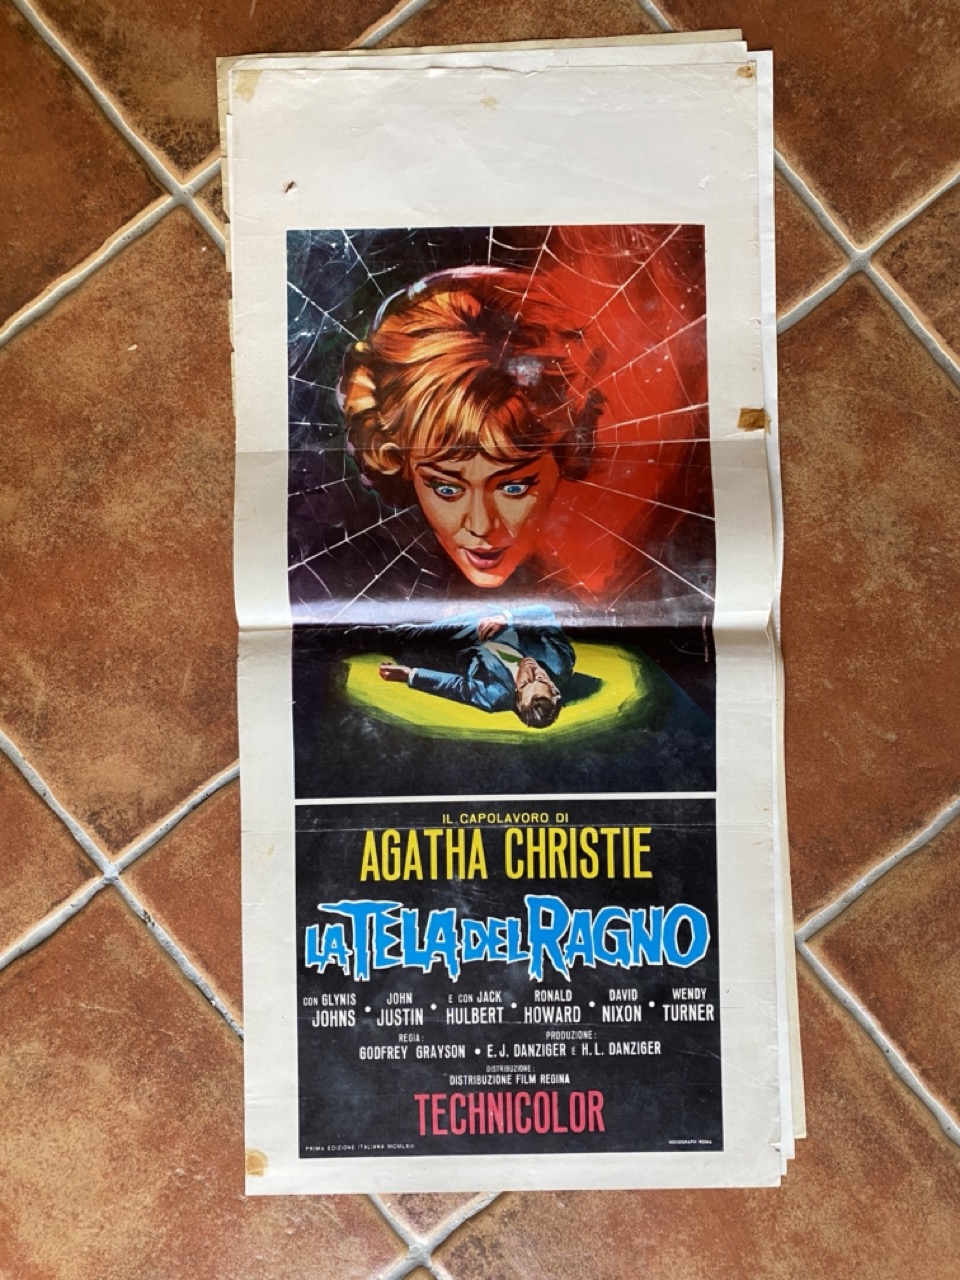 IL CAPOLAVORO DI
AGATHA CHRISTIE
LA TELA DEL RAGNO
CON GLYNIS JOHNS • JOHN JUSTIN • E CON JACK HULBERT • RONALD HOWARD • DAVID NIXON • WENDY TURNER
REGIA: PRODUZIONE:
GODFREY GRAYSON • E.J. DANZIGER E H.L. DANZIGER
DISTRIBUZIONE:
DISTRIBUZIONE FILM REGINA
TECHNICOLOR
PRIMA EDIZIONE ITALIANA MCMLXIII
ROMA